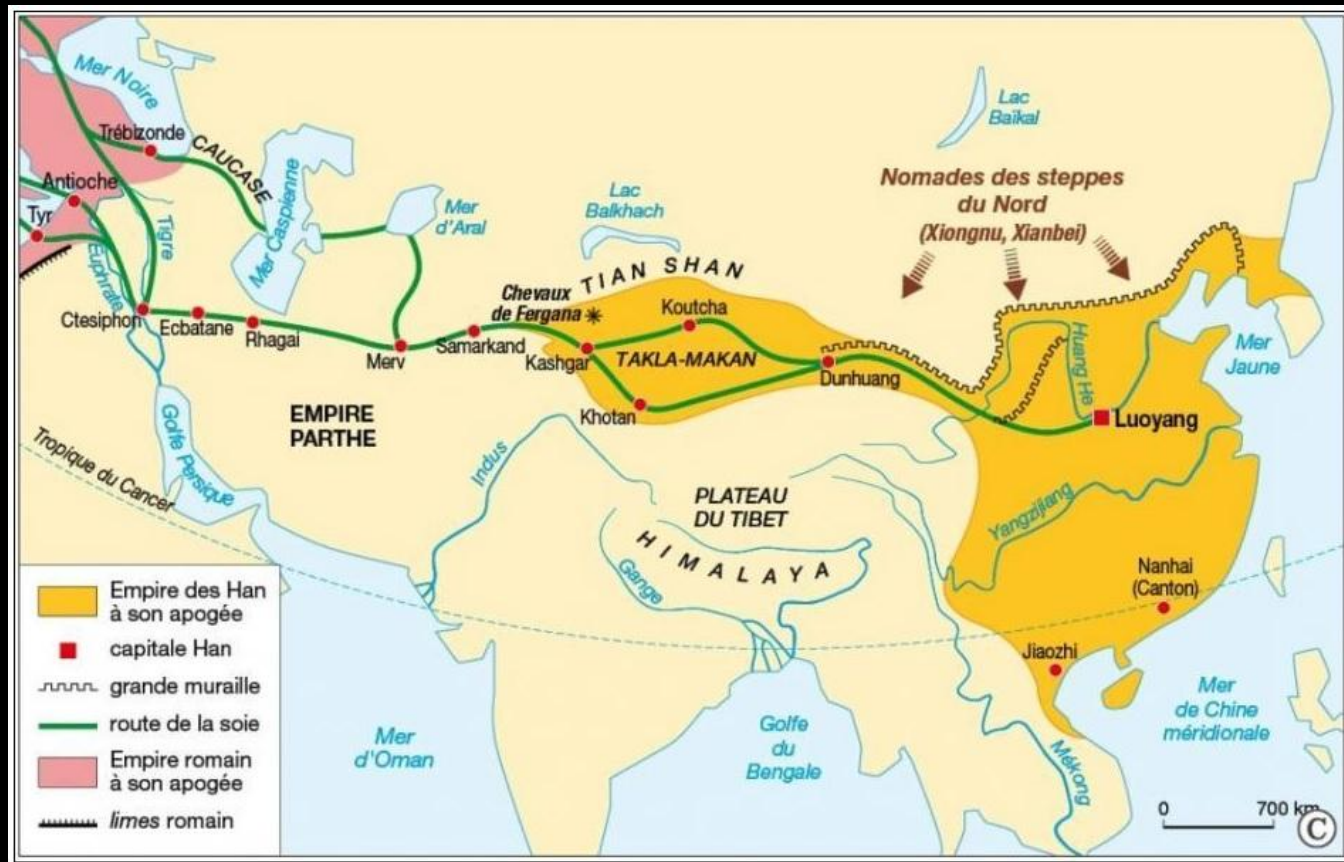 Mer Noire
Trébizonde
CAUCASE
Antioche
Tyr
Tigre
Euphrate
Mer Caspienne
Mer
d'Aral
Lac
Balkhach
Lac
Baïkal
Nomades des steppes
du Nord
(Xiongnu, Xianbei)
TIAN SHAN
Chevaux
de Fergana
Koutcha
Ctesiphon
Ecbatane
Rhagai
Merv
Samarkand
Kashgar
TAKLA-MAKAN
Dunhuang
Khotan
Huang He
Mer
Jaune
Luoyang
EMPIRE
PARTHE
Golfe Persique
Tropique du Cancer
Indus
PLATEAU
DU TIBET
HIMALAYA
Gange
Yangzijiang
Nanhai
(Canton)
Jiaozhi
Mer
d'Oman
Golfe
du
Bengale
Mékong
Mer
de Chine
méridionale
Empire des Han
à son apogée
capitale Han
grande muraille
route de la soie
Empire romain
à son apogée
limes romain
0 700 km
C